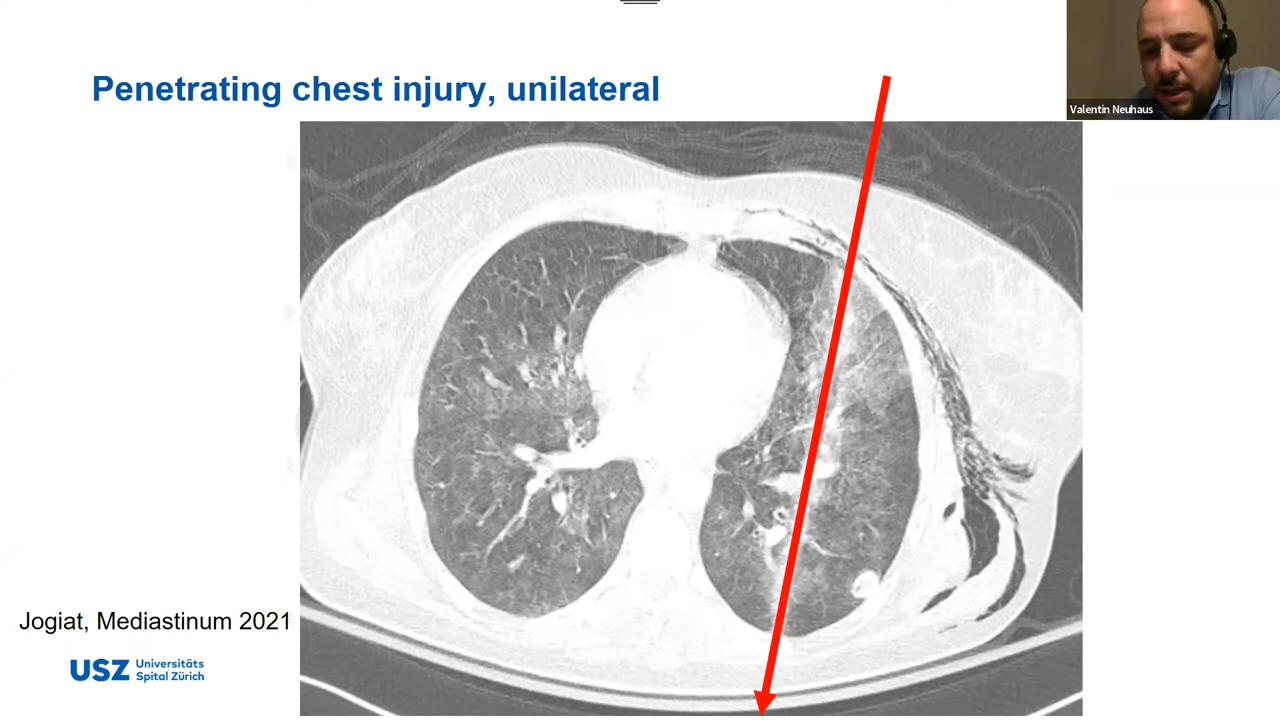 Penetrating chest injury, unilateral
Valentin Neuhaus
Jogiat, Mediastinum 2021
USZ Universitäts
Spital Zürich